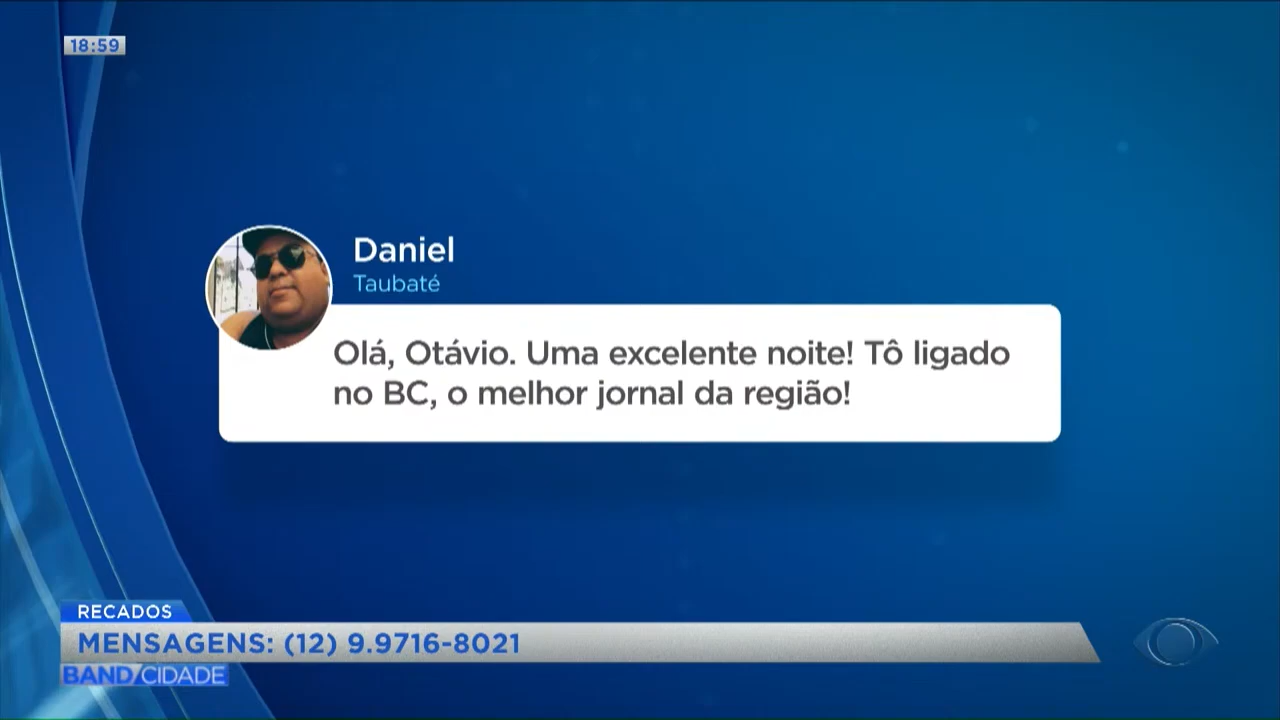 18:59
Daniel
Taubaté
Olá, Otávio. Uma excelente noite! Tô ligado
no BC, o melhor jornal da região!
RECADOS
MENSAGENS: (12) 9.9716-8021
BAND/CIDADE